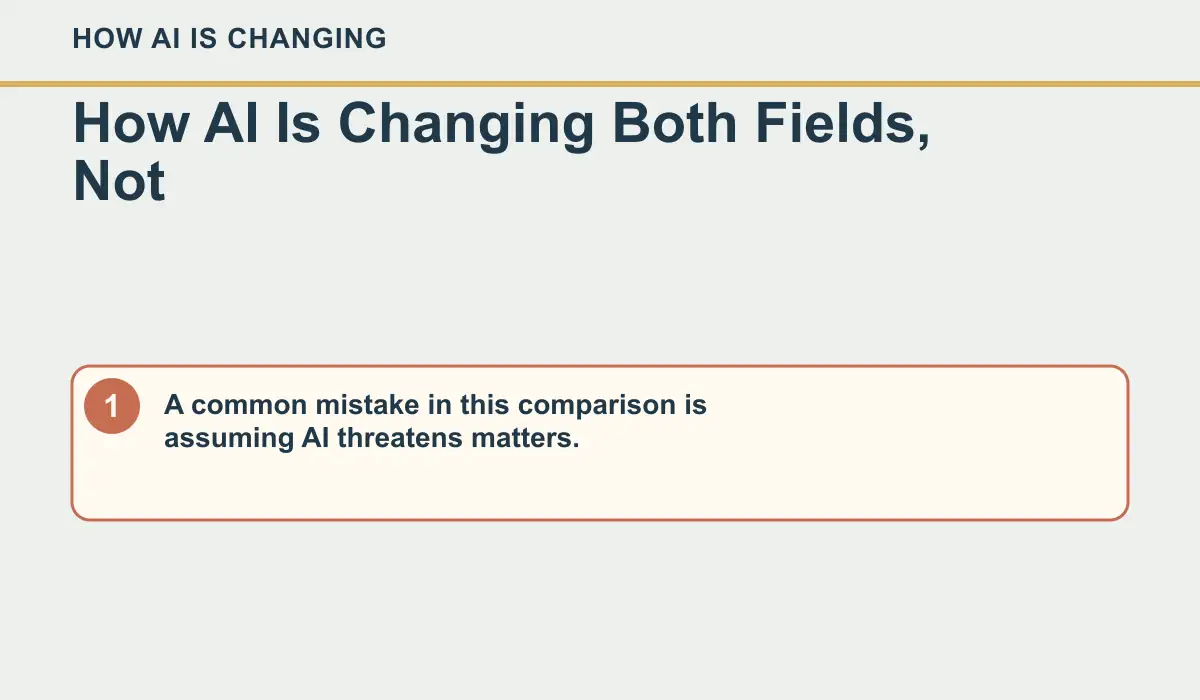 HOW AI IS CHANGING
How AI Is Changing Both Fields,
Not
1
A common mistake in this comparison is
assuming AI threatens matters.